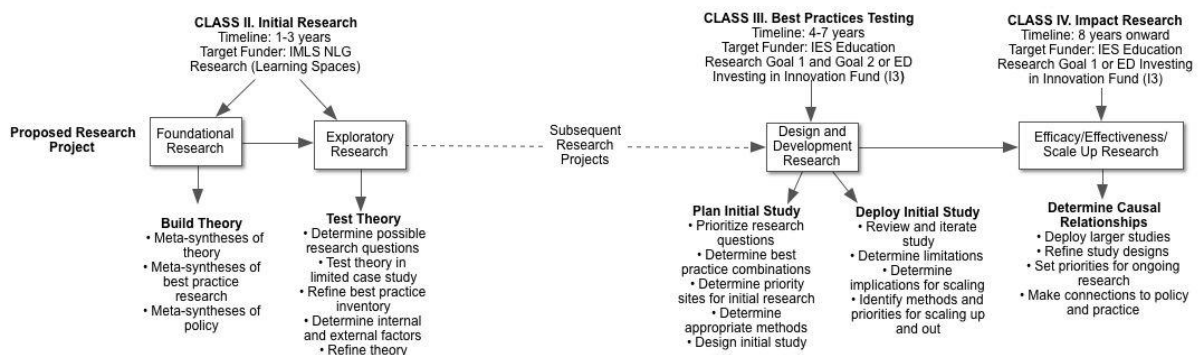 CLASS II. Initial Research
Timeline: 1-3 years
Target Funder: IMLS NLG
Research (Learning Spaces)
CLASS III. Best Practices Testing
Timeline: 4-7 years
Target Funder: IES Education
Research Goal 1 and Goal 2 or ED
Investing in Innovation Fund (I3)
CLASS IV. Impact Research
Timeline: 8 years onward
Target Funder: IES Education
Research Goal 1 or ED Investing
in Innovation Fund (I3)
Proposed Research
Project
Foundational
Research
Exploratory
Research
Subsequent
Research
Projects
Design and
Development
Research
Efficacy/Effectiveness/
Scale Up Research
Build Theory
• Meta-syntheses of
theory
• Meta-syntheses of
best practice
research
• Meta-syntheses of
policy
Test Theory
• Determine possible
research questions
• Test theory in
limited case study
• Refine best practice
inventory
• Determine internal
and external factors
• Refine theory
Plan Initial Study
• Prioritize research
questions
• Determine best
practice combinations
• Determine priority
sites for initial research
• Determine
appropriate methods
• Design initial study
Deploy Initial Study
• Review and iterate
study
• Determine limitations
• Determine
implications for scaling
• Identify methods and
priorities for scaling up
and out
Determine Causal
Relationships
• Deploy larger studies
• Refine study designs
• Set priorities for ongoing
research
• Make connections to policy
and practice